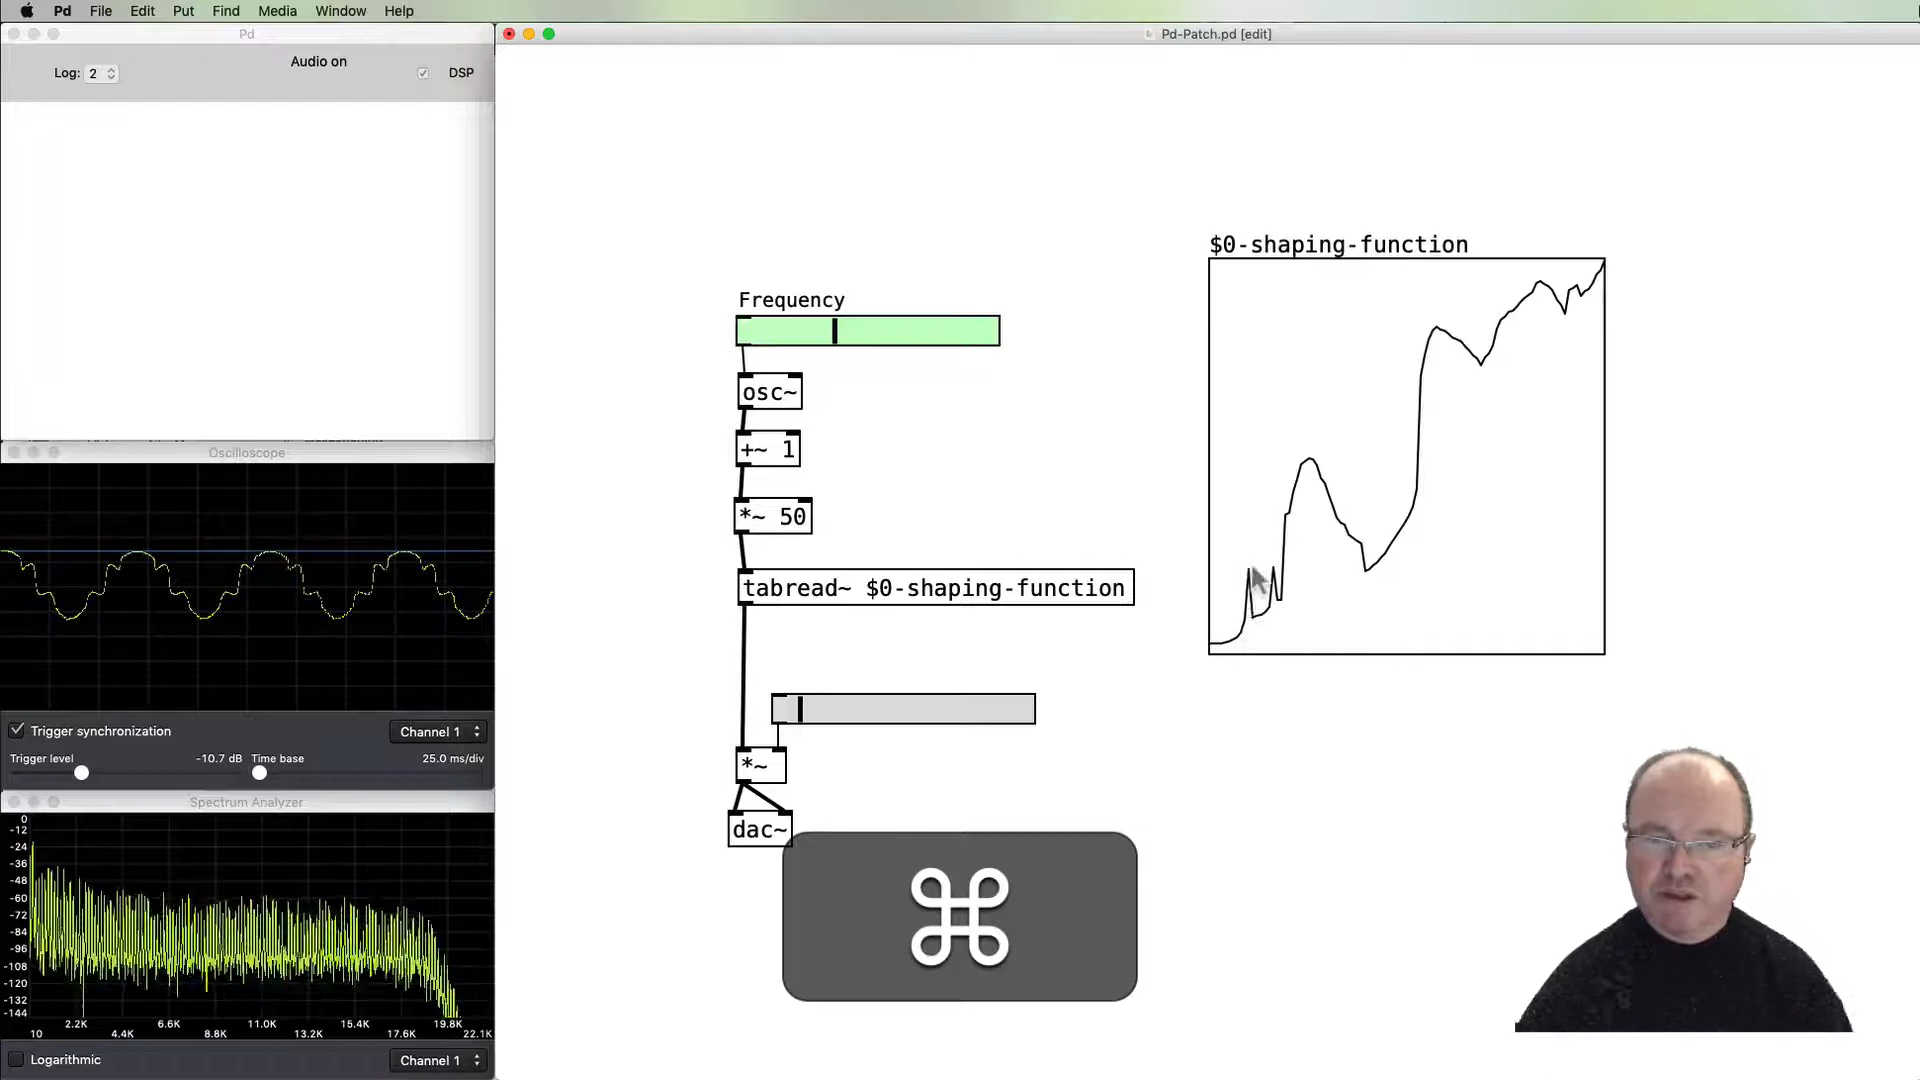 Pd File Edit Put Find Media Window Help
Pd
Pd-Patch.pd [edit]
Audio on
Log: 2
DSP
$0-shaping-function
Frequency
osc~
+~ 1
*~ 50
tabread~ $0-shaping-function
*~
dac~
⌘
Oscilloscope
Trigger synchronization
Channel 1
Trigger level
-10.7 dB
Time base
25.0 ms/div
Spectrum Analyzer
0
-12
-24
-36
-48
-60
-72
-84
-96
-108
-120
-132
-144
2.2K 6.6K 11.0K 15.4K 19.8K
10 4.4K 8.8K 13.2K 17.6K 22.1K
Logarithmic
Channel 1